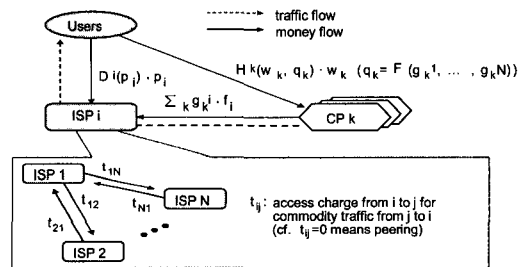 Users
traffic flow
money flow
D i(p i) · p i
H k(w k, q k) · w k ( q k= F (g k1, ... , g kN))
Σ k g k i · f i
ISP i
CP k
ISP 1
t 1N
t N1
ISP N
t 12
t 21
ISP 2
t ij : access charge from i to j for
commodity traffic from j to i
(cf. t ij =0 means peering)